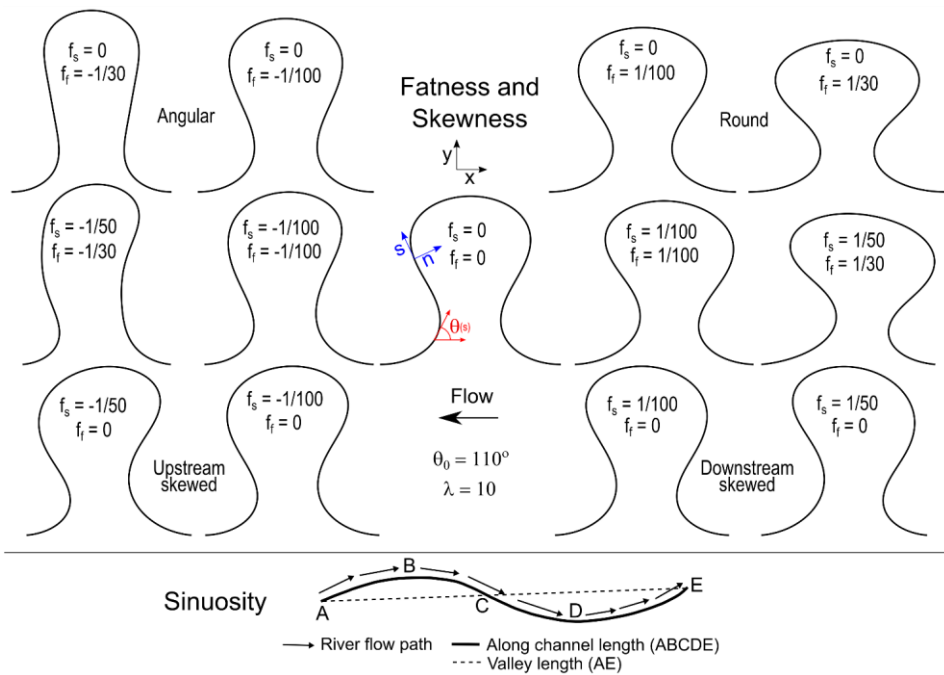 f_s = 0
f_f = -1/30
f_s = 0
f_f = -1/100
f_s = 0
f_f = 1/100
f_s = 0
f_f = 1/30
Angular
Fatness and
Skewness
Round
y
x
f_s = -1/50
f_f = -1/30
f_s = -1/100
f_f = -1/100
f_s = 0
f_f = 0
s
n
θ(s)
f_s = 1/100
f_f = 1/100
f_s = 1/50
f_f = 1/30
f_s = -1/50
f_f = 0
f_s = -1/100
f_f = 0
Flow
θ₀ = 110°
λ = 10
f_s = 1/100
f_f = 0
f_s = 1/50
f_f = 0
Upstream
skewed
Downstream
skewed
Sinuosity
A
B
C
D
E
River flow path
Along channel length (ABCDE)
Valley length (AE)